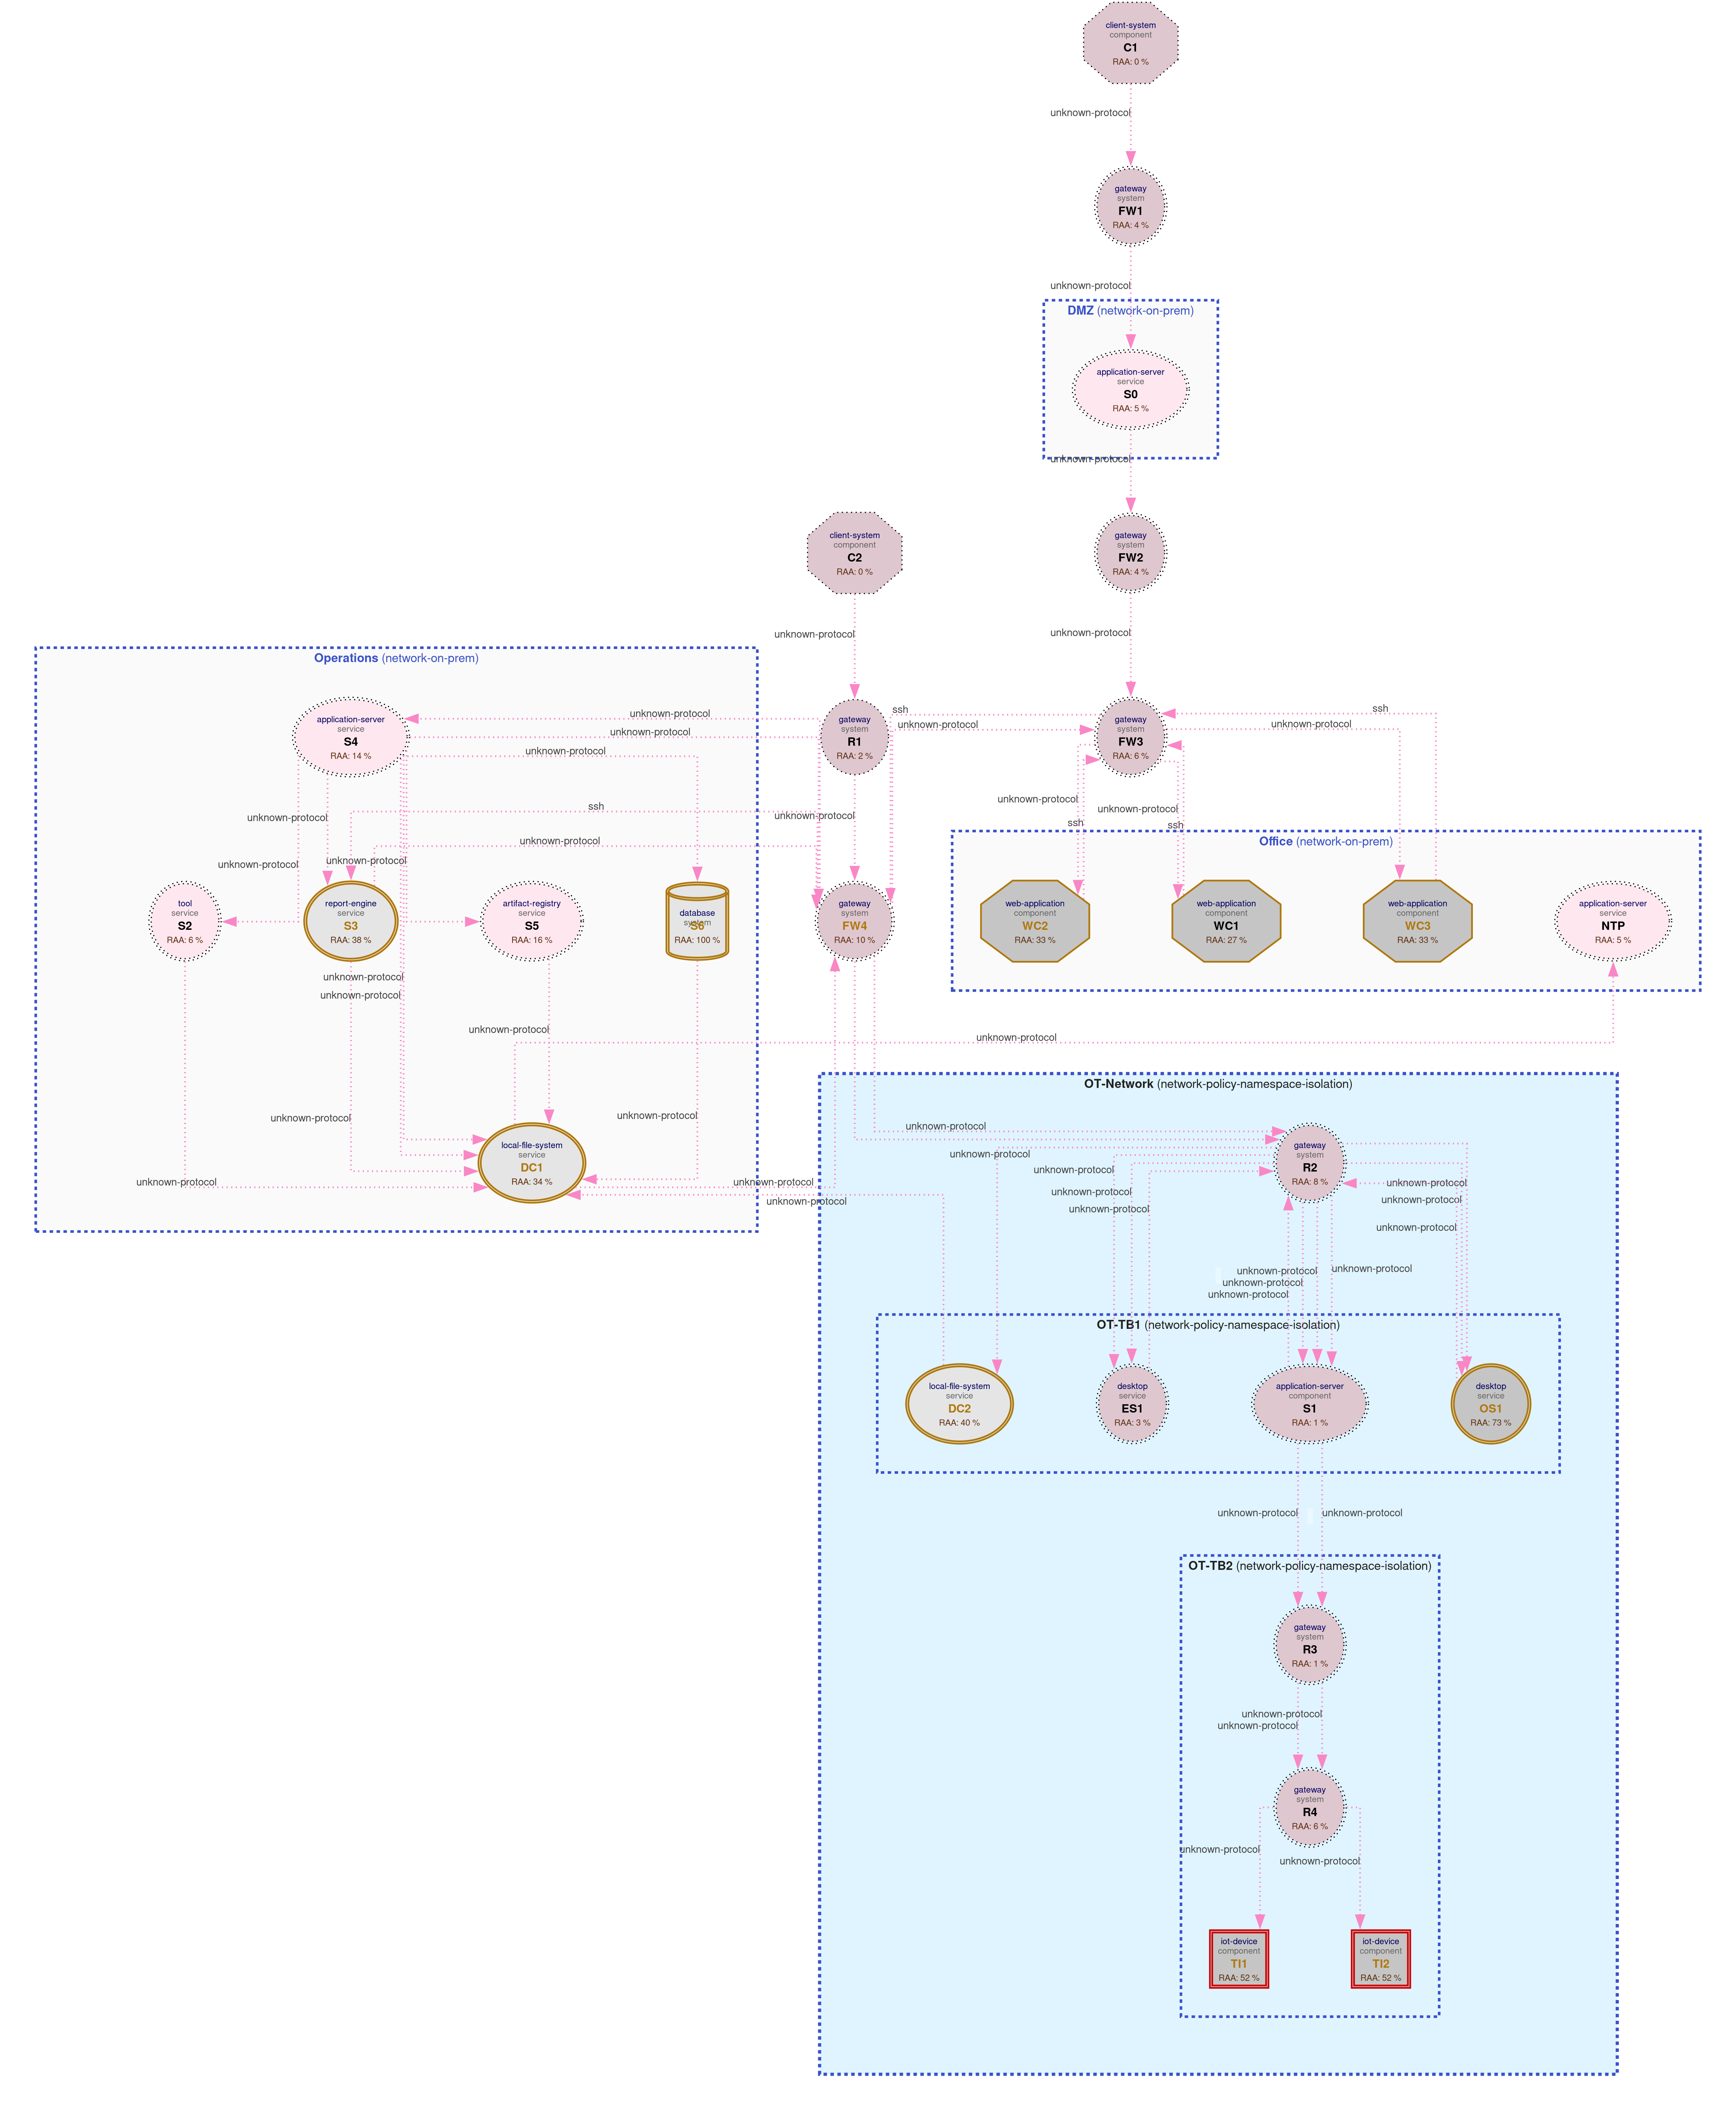 client-system
component
C1
RAA: 0 %
unknown-protocol
gateway
system
FW1
RAA: 4 %
unknown-protocol
DMZ (network-on-prem)
application-server
service
S0
RAA: 5 %
unknown-protocol
client-system
component
C2
RAA: 0 %
gateway
system
FW2
RAA: 4 %
unknown-protocol
unknown-protocol
Operations (network-on-prem)
application-server
service
S4
RAA: 14 %
unknown-protocol
unknown-protocol
unknown-protocol
gateway
system
R1
RAA: 2 %
ssh
unknown-protocol
gateway
system
FW3
RAA: 6 %
ssh
unknown-protocol
unknown-protocol
ssh
unknown-protocol
unknown-protocol
unknown-protocol
unknown-protocol
unknown-protocol
ssh
ssh
unknown-protocol
unknown-protocol
Office (network-on-prem)
tool
service
S2
RAA: 6 %
report-engine
service
S3
RAA: 38 %
artifact-registry
service
S5
RAA: 16 %
database
system
S6
RAA: 100 %
gateway
system
FW4
RAA: 10 %
web-application
component
WC2
RAA: 33 %
web-application
component
WC1
RAA: 27 %
web-application
component
WC3
RAA: 33 %
application-server
service
NTP
RAA: 5 %
unknown-protocol
unknown-protocol
unknown-protocol
unknown-protocol
unknown-protocol
unknown-protocol
local-file-system
service
DC1
RAA: 34 %
unknown-protocol
unknown-protocol
unknown-protocol
OT-Network (network-policy-namespace-isolation)
unknown-protocol
unknown-protocol
unknown-protocol
unknown-protocol
unknown-protocol
gateway
system
R2
RAA: 8 %
unknown-protocol
unknown-protocol
unknown-protocol
unknown-protocol
unknown-protocol
unknown-protocol
unknown-protocol
OT-TB1 (network-policy-namespace-isolation)
local-file-system
service
DC2
RAA: 40 %
desktop
service
ES1
RAA: 3 %
application-server
component
S1
RAA: 1 %
desktop
service
OS1
RAA: 73 %
unknown-protocol
unknown-protocol
OT-TB2 (network-policy-namespace-isolation)
gateway
system
R3
RAA: 1 %
unknown-protocol
unknown-protocol
gateway
system
R4
RAA: 6 %
unknown-protocol
unknown-protocol
iot-device
component
TI1
RAA: 52 %
iot-device
component
TI2
RAA: 52 %